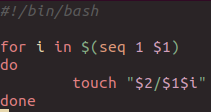 #!/bin/bash
for i in $(seq 1 $1)
do
        touch "$2/$1$i"
done